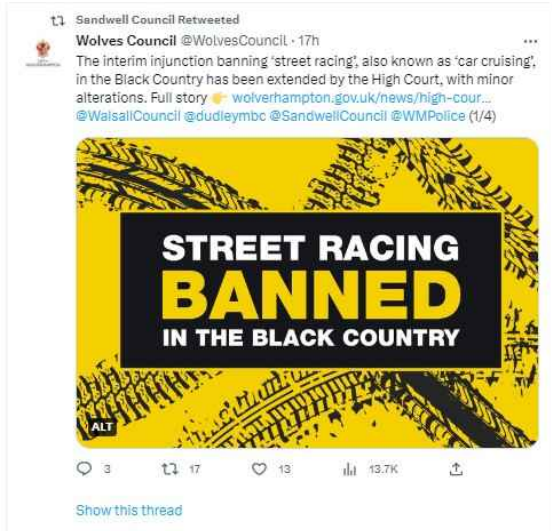 Sandwell Council Retweeted
Wolves Council @WolvesCouncil · 17h
The interim injunction banning 'street racing', also known as 'car cruising',
in the Black Country has been extended by the High Court, with minor
alterations. Full story 👉 wolverhampton.gov.uk/news/high-cour...
@WalsallCouncil @dudleymbc @SandwellCouncil @WMPolice (1/4)
STREET RACING
BANNED
IN THE BLACK COUNTRY
ALT
3 17 13 13.7K
Show this thread